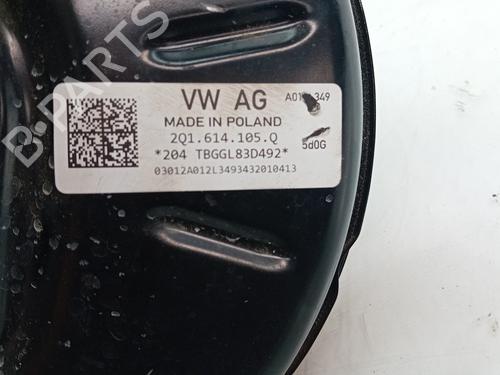 VW AG
MADE IN POLAND
2Q1.614.105.Q
5d0G
*204 TBGGL83D492*
03012A012L3493432010413
B-PARTS